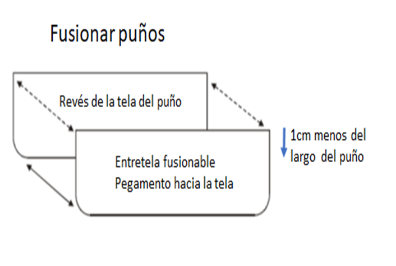 Fusionar puños
Revés de la tela del puño
Entretela fusionable
Pegamento hacia la tela
1cm menos del
largo del puño